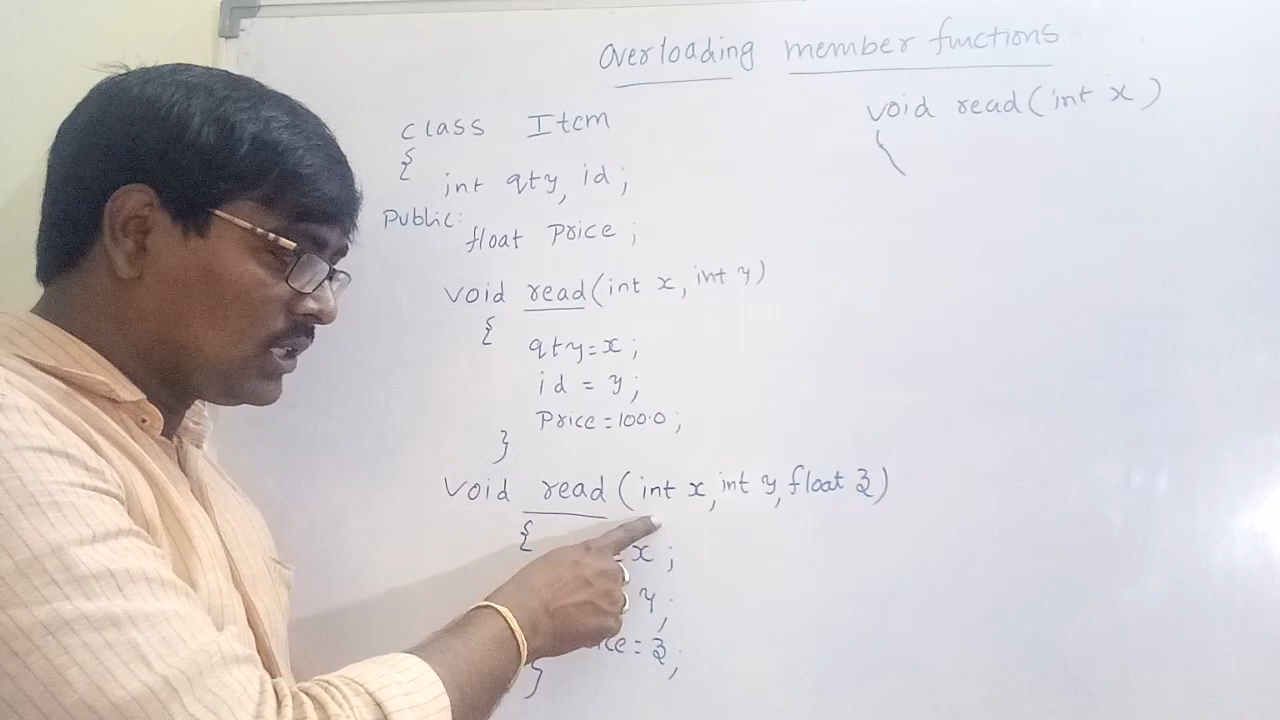 Overloading member functions
class Item
{
int qty, id;
Public:
float Price;
void read(int x, int y)
{
qty=x;
id = y;
Price=100.0;
}
void read (int x, int y, float z)
{
=x;
y;
ce=z;
}
void read(int x)
{